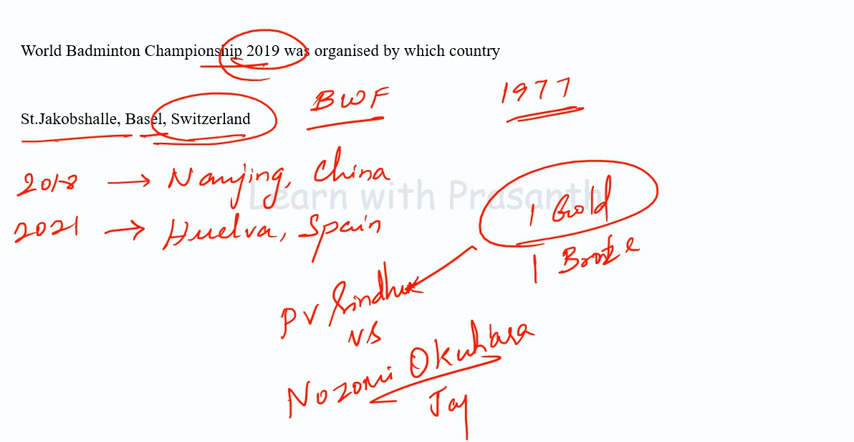 World Badminton Championship 2019 was organised by which country
BWF
1977
St.Jakobshalle, Basel, Switzerland
2018 → Nanjing, China
Learn with Prasanth
1 Gold
2021 → Huelva, Spain
1 Bronze
PV Sindhu
VS
Nozomi Okuhara
Jap